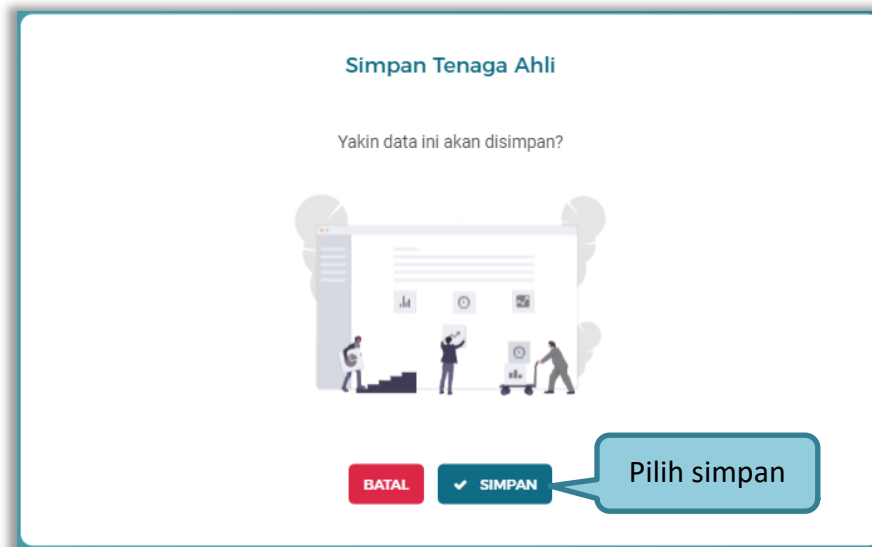 Simpan Tenaga Ahli
Yakin data ini akan disimpan?
BATAL
SIMPAN
Pilih simpan